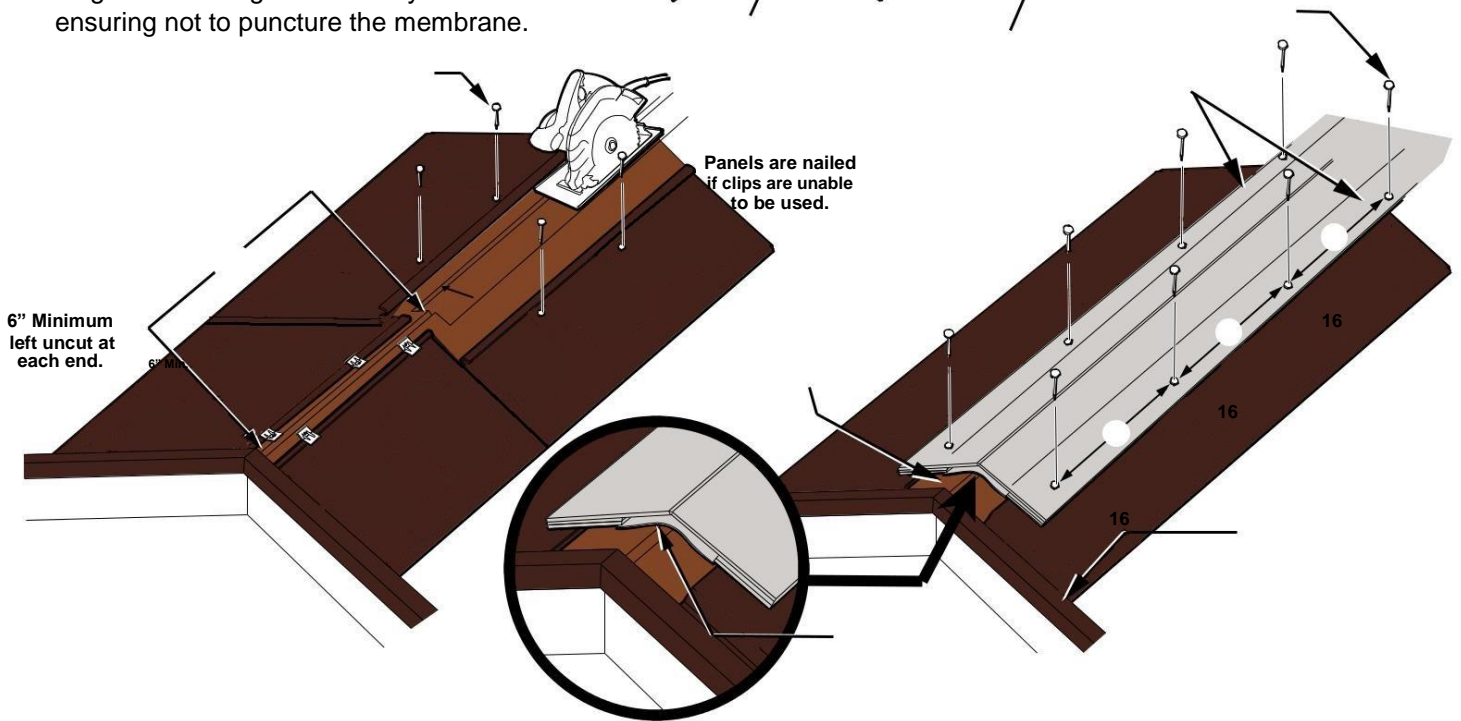 ensuring not to puncture the membrane.
Panels are nailed
if clips are unable
to be used.
6” Minimum
left uncut at
each end.
16
16
16